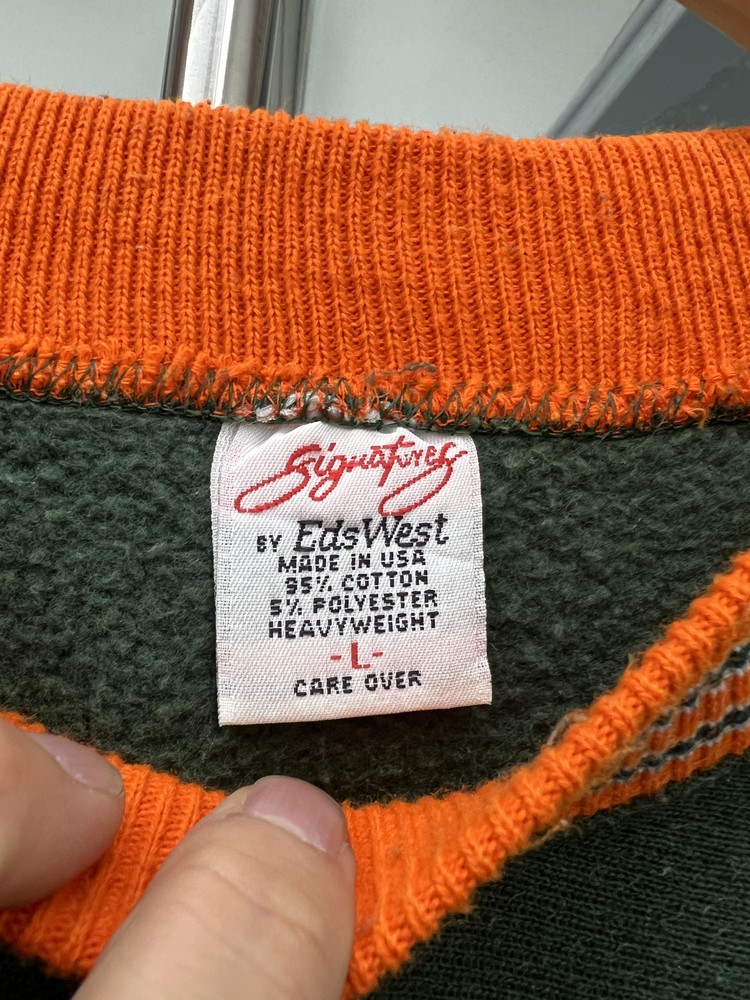 Signatures
BY EdsWest
MADE IN USA
95% COTTON
5% POLYESTER
HEAVYWEIGHT
-L-
CARE OVER